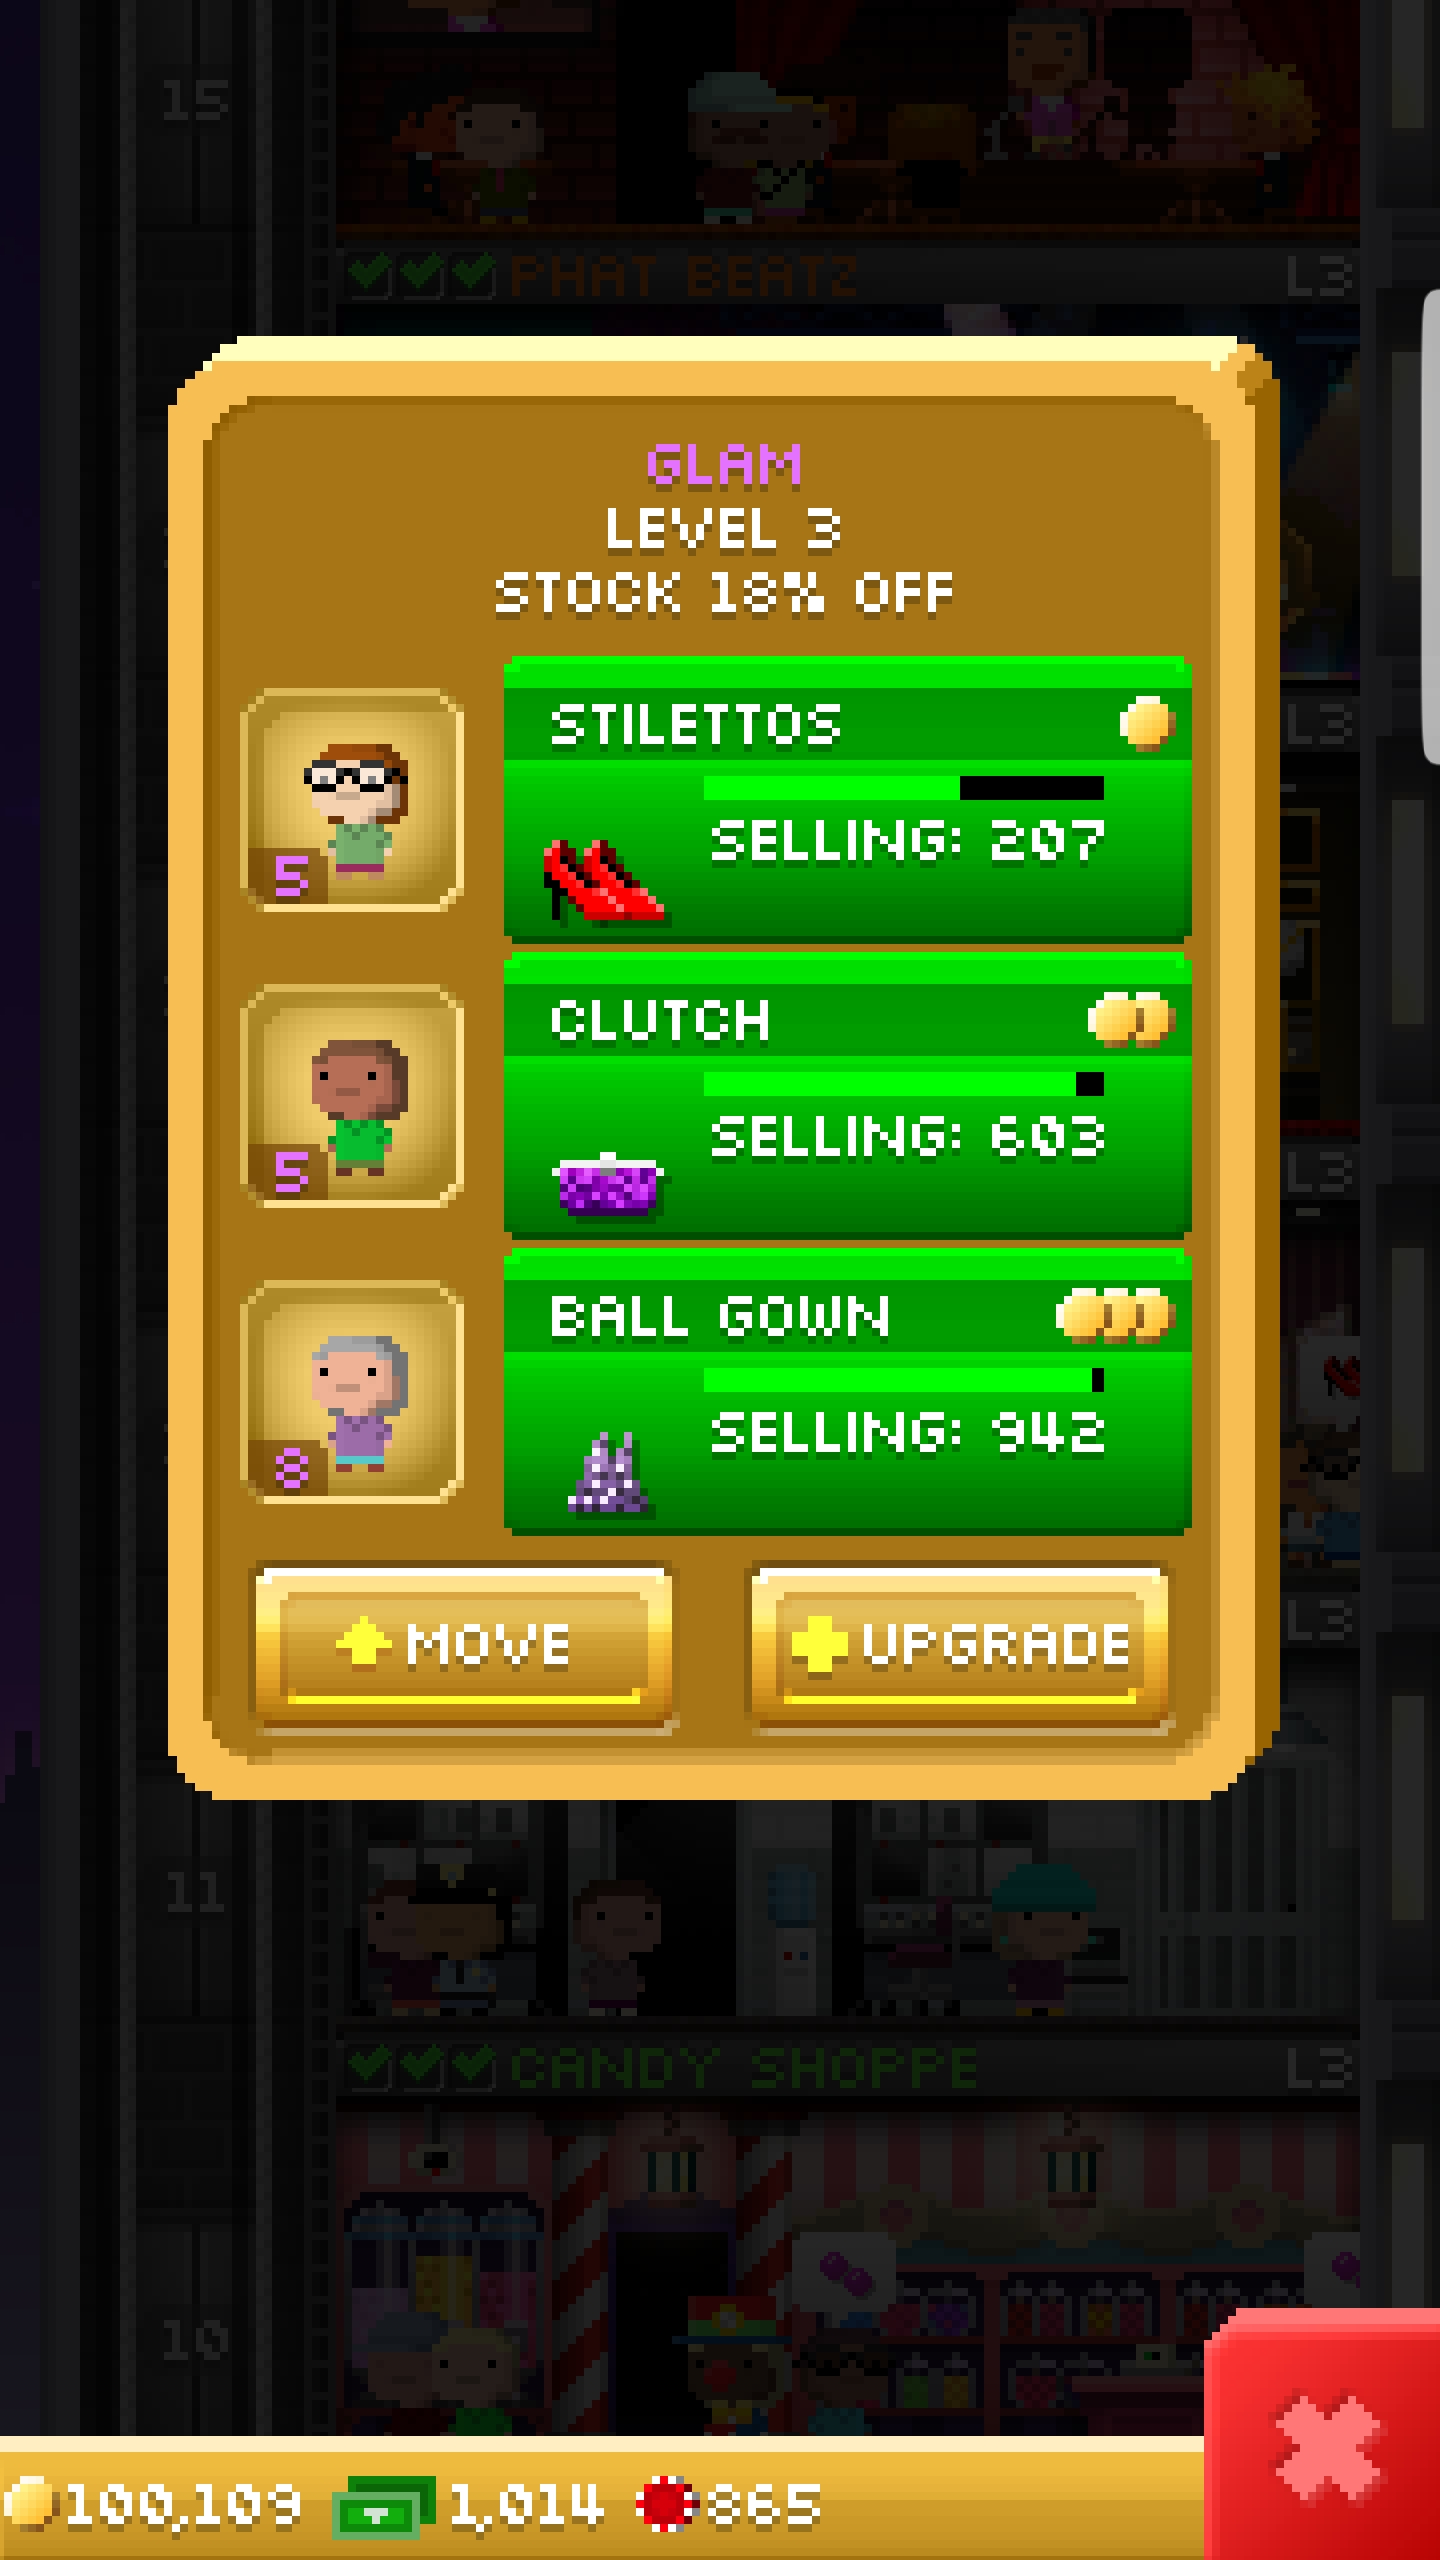 15
PHAT BEATZ L3
GLAM
LEVEL 3
STOCK 18% OFF
L3
STILETTOS
SELLING: 207
5
CLUTCH
SELLING: 603
L3
5
BALL GOWN
SELLING: 942
8
L3
MOVE UPGRADE
11
CANDY SHOPPE L3
10
100,109 1,014 865